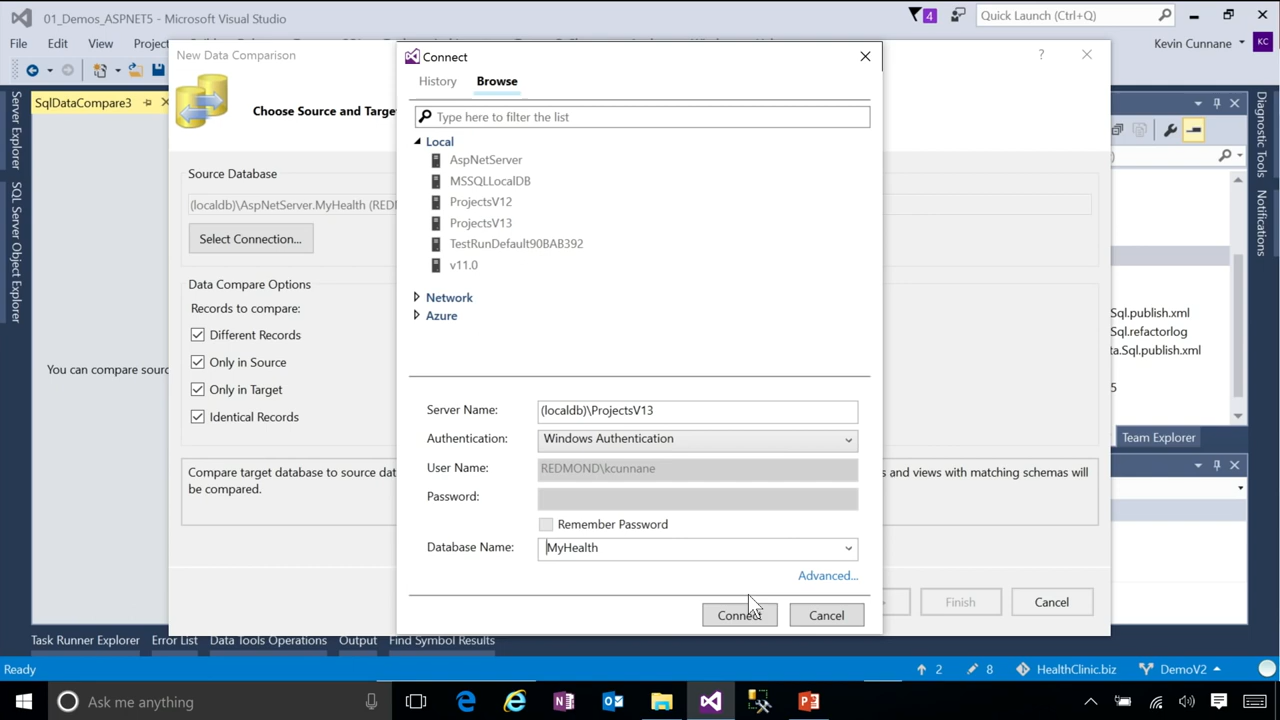 01_Demos_ASPNET5 - Microsoft Visual Studio
4
Quick Launch (Ctrl+Q)
File
Edit
View
Project
Kevin Cunnane
KC
New Data Comparison
?
Connect
History
Browse
SqlDataCompare3
Choose Source and Targe
Type here to filter the list
Local
AspNetServer
MSSQLLocalDB
ProjectsV12
ProjectsV13
TestRunDefault90BAB392
v11.0
Network
Azure
Source Database
(localdb)\AspNetServer.MyHealth (REDM
Select Connection...
Data Compare Options
Records to compare:
Different Records
Only in Source
Only in Target
Identical Records
You can compare sourc
Compare target database to source dat
s and views with matching schemas will
be compared.
Server Name:
(localdb)\ProjectsV13
Authentication:
Windows Authentication
User Name:
REDMOND\kcunnane
Password:
Remember Password
Database Name:
MyHealth
Advanced...
Connect
Cancel
Finish
Cancel
Server Explorer
SQL Server Object Explorer
Diagnostic Tools
Notifications
Sql.publish.xml
Sql.refactorlog
ta.Sql.publish.xml
5
Team Explorer
Task Runner Explorer
Error List
Data Tools Operations
Output
Find Symbol Results
Ready
2
8
HealthClinic.biz
DemoV2
Ask me anything